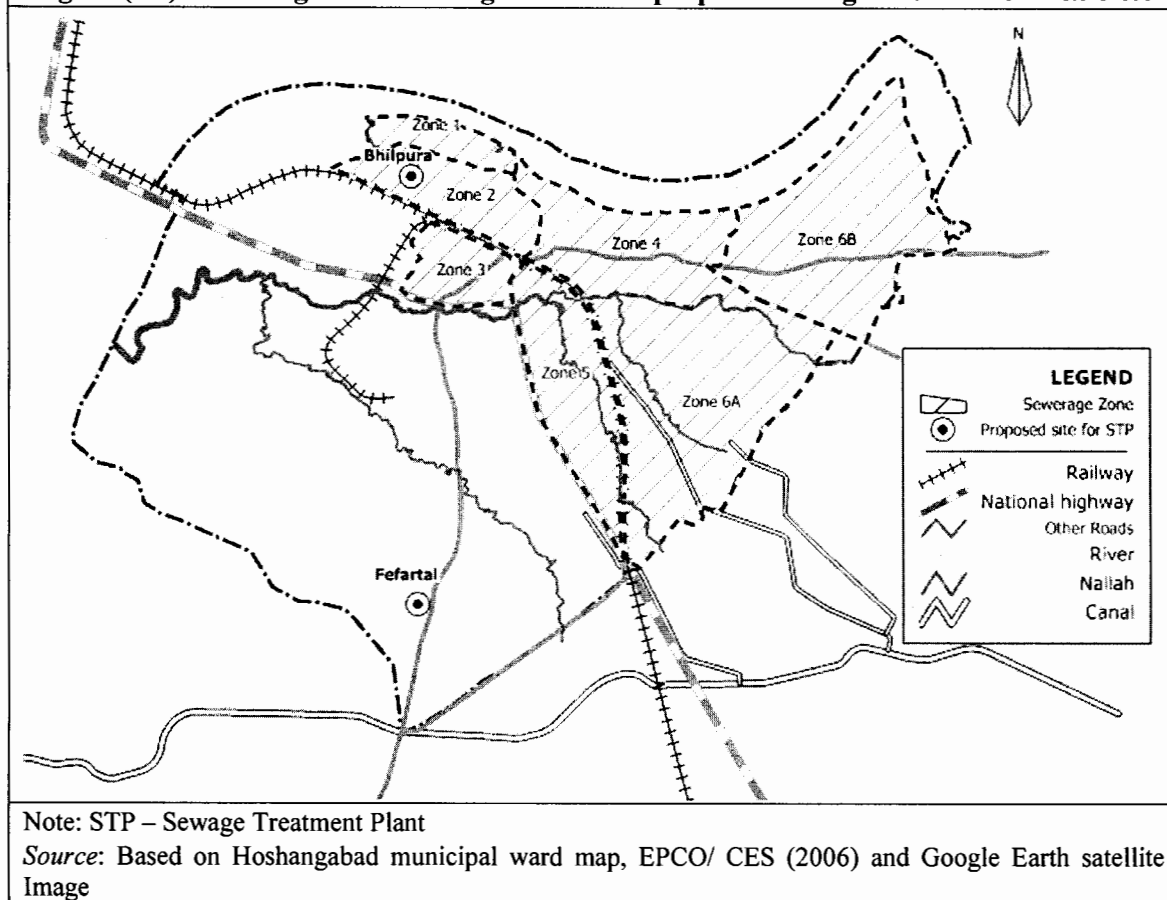 N
Zone 1
Bhilpura
Zone 2
Zone 3
Zone 4
Zone 6B
Zone 5
Zone 6A
Fefartal
LEGEND
Sewerage Zone
Proposed site for STP
Railway
National highway
Other Roads
River
Nallah
Canal
Note: STP – Sewage Treatment Plant
Source: Based on Hoshangabad municipal ward map, EPCO/ CES (2006) and Google Earth satellite
Image